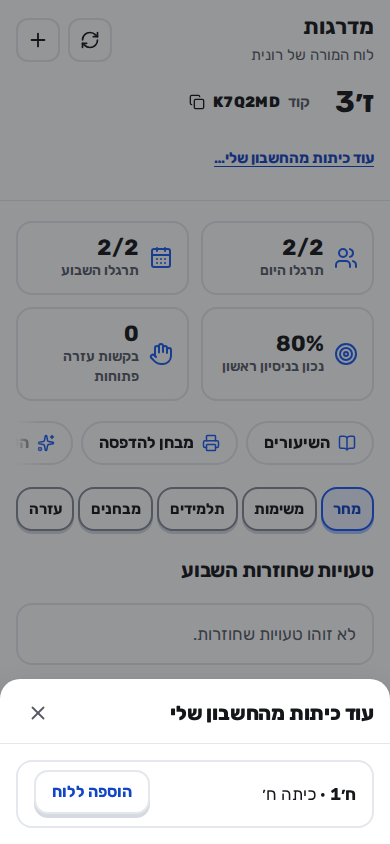 מדרגות
לוח המורה של רונית
ז׳3
קוד K7Q2MD
עוד כיתות מהחשבון שלי...
2/2
תרגלו היום
2/2
תרגלו השבוע
80%
נכון בניסיון ראשון
0
בקשות עזרה
פתוחות
השיעורים
מבחן להדפסה
מחר
משימות
תלמידים
מבחנים
עזרה
טעויות שחוזרות השבוע
לא זוהו טעויות שחוזרות.
עוד כיתות מהחשבון שלי
ח׳1 · כיתה ח׳
הוספה ללוח